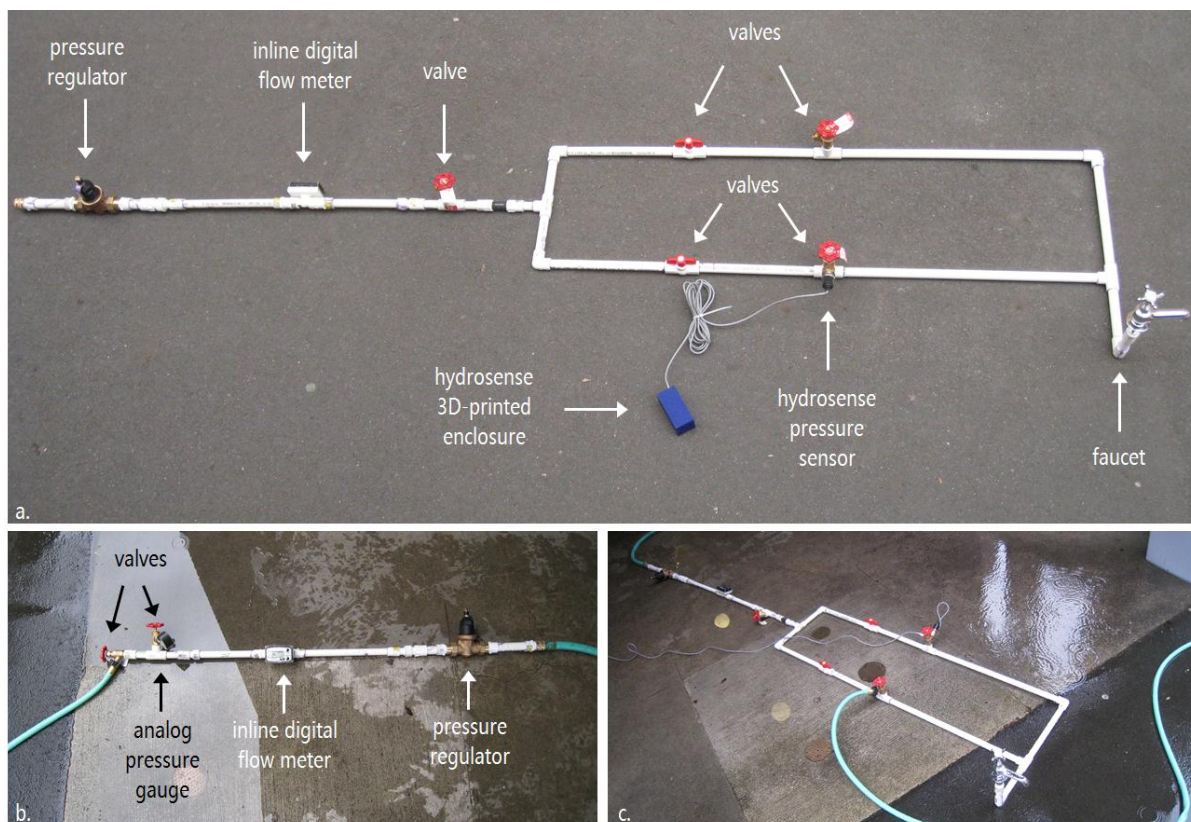 pressure
regulator
inline digital
flow meter
valve
valves
valves
hydrosense
3D-printed
enclosure
hydrosense
pressure
sensor
faucet
a.
valves
analog
pressure
gauge
inline digital
flow meter
pressure
regulator
b.
c.